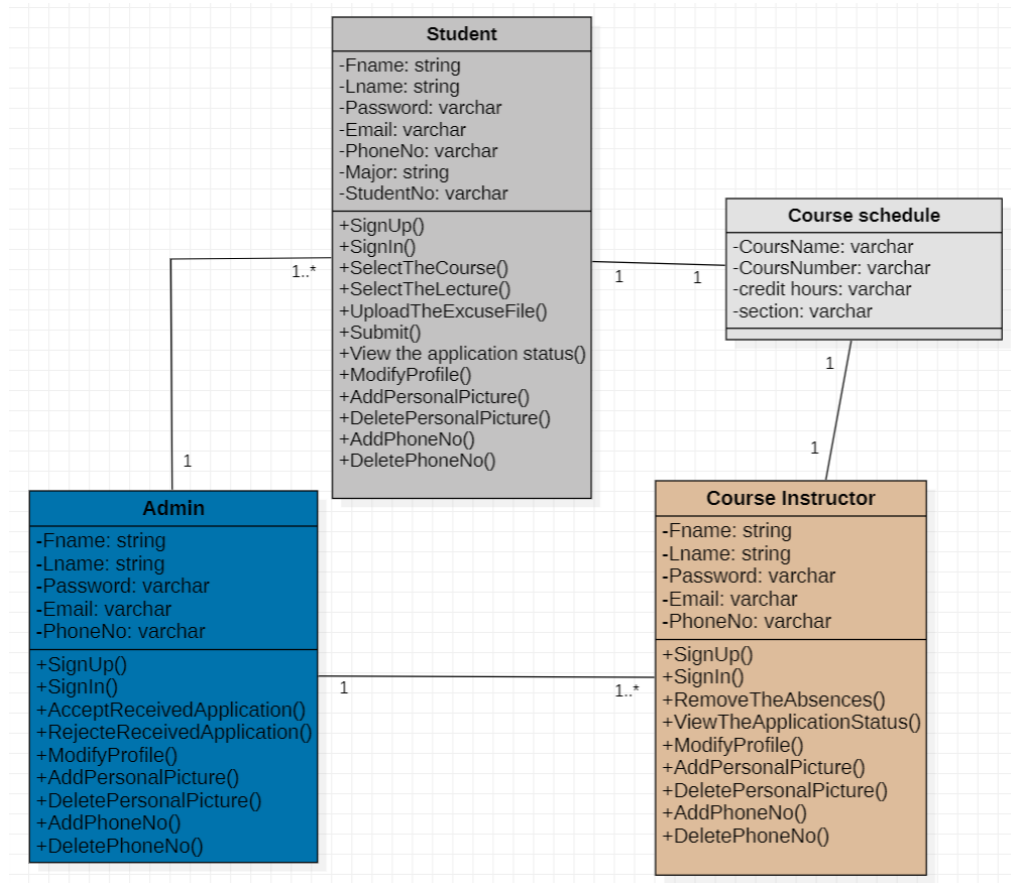 Student
-Fname: string
-Lname: string
-Password: varchar
-Email: varchar
-PhoneNo: varchar
-Major: string
-StudentNo: varchar
+SignUp()
+SignIn()
+SelectTheCourse()
+SelectTheLecture()
+UploadTheExcuseFile()
+Submit()
+View the application status()
+ModifyProfile()
+AddPersonalPicture()
+DeletePersonalPicture()
+AddPhoneNo()
+DeletePhoneNo()
1..*
1
1
1
Course schedule
-CoursName: varchar
-CoursNumber: varchar
-credit hours: varchar
-section: varchar
1
1
Admin
-Fname: string
-Lname: string
-Password: varchar
-Email: varchar
-PhoneNo: varchar
+SignUp()
+SignIn()
+AcceptReceivedApplication()
+RejecteReceivedApplication()
+ModifyProfile()
+AddPersonalPicture()
+DeletePersonalPicture()
+AddPhoneNo()
+DeletePhoneNo()
1
1..*
Course Instructor
-Fname: string
-Lname: string
-Password: varchar
-Email: varchar
-PhoneNo: varchar
+SignUp()
+SignIn()
+RemoveTheAbsences()
+ViewTheApplicationStatus()
+ModifyProfile()
+AddPersonalPicture()
+DeletePersonalPicture()
+AddPhoneNo()
+DeletePhoneNo()